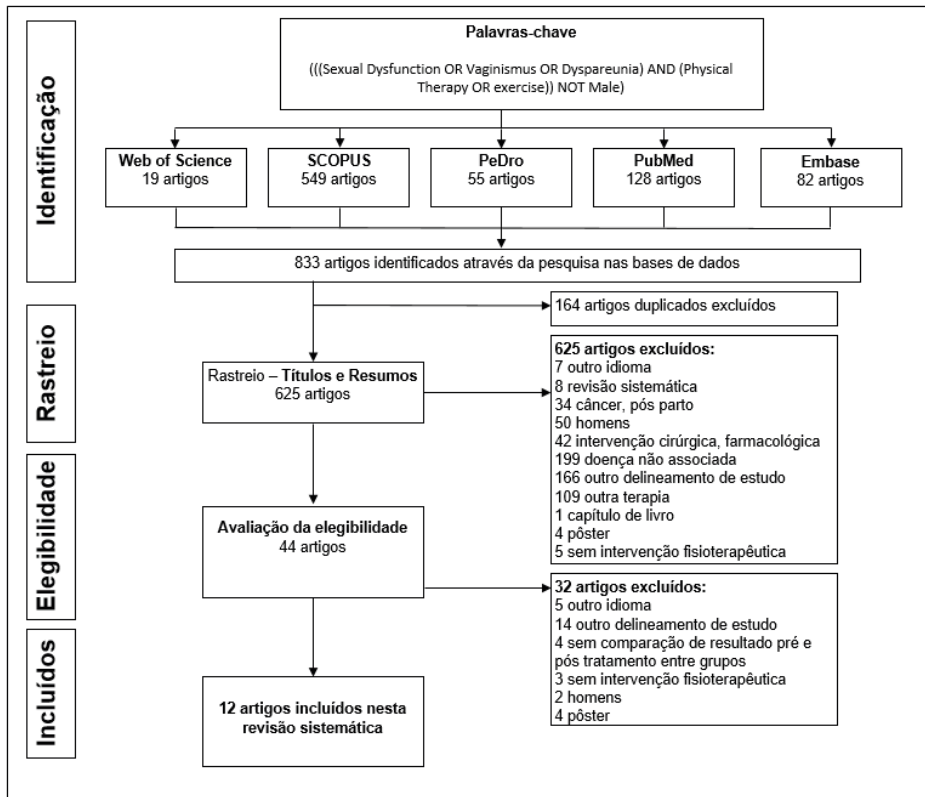 Identificação
Palavras-chave
(((Sexual Dysfunction OR Vaginismus OR Dyspareunia) AND (Physical
Therapy OR exercise)) NOT Male)
Web of Science
19 artigos
SCOPUS
549 artigos
PeDro
55 artigos
PubMed
128 artigos
Embase
82 artigos
833 artigos identificados através da pesquisa nas bases de dados
Rastreio
164 artigos duplicados excluídos
Rastreio – Títulos e Resumos
625 artigos
625 artigos excluídos:
7 outro idioma
8 revisão sistemática
34 câncer, pós parto
50 homens
42 intervenção cirúrgica, farmacológica
199 doença não associada
166 outro delineamento de estudo
109 outra terapia
1 capítulo de livro
4 pôster
5 sem intervenção fisioterapêutica
Elegibilidade
Avaliação da elegibilidade
44 artigos
32 artigos excluídos:
5 outro idioma
14 outro delineamento de estudo
4 sem comparação de resultado pré e
pós tratamento entre grupos
3 sem intervenção fisioterapêutica
2 homens
4 pôster
Incluídos
12 artigos incluídos nesta
revisão sistemática